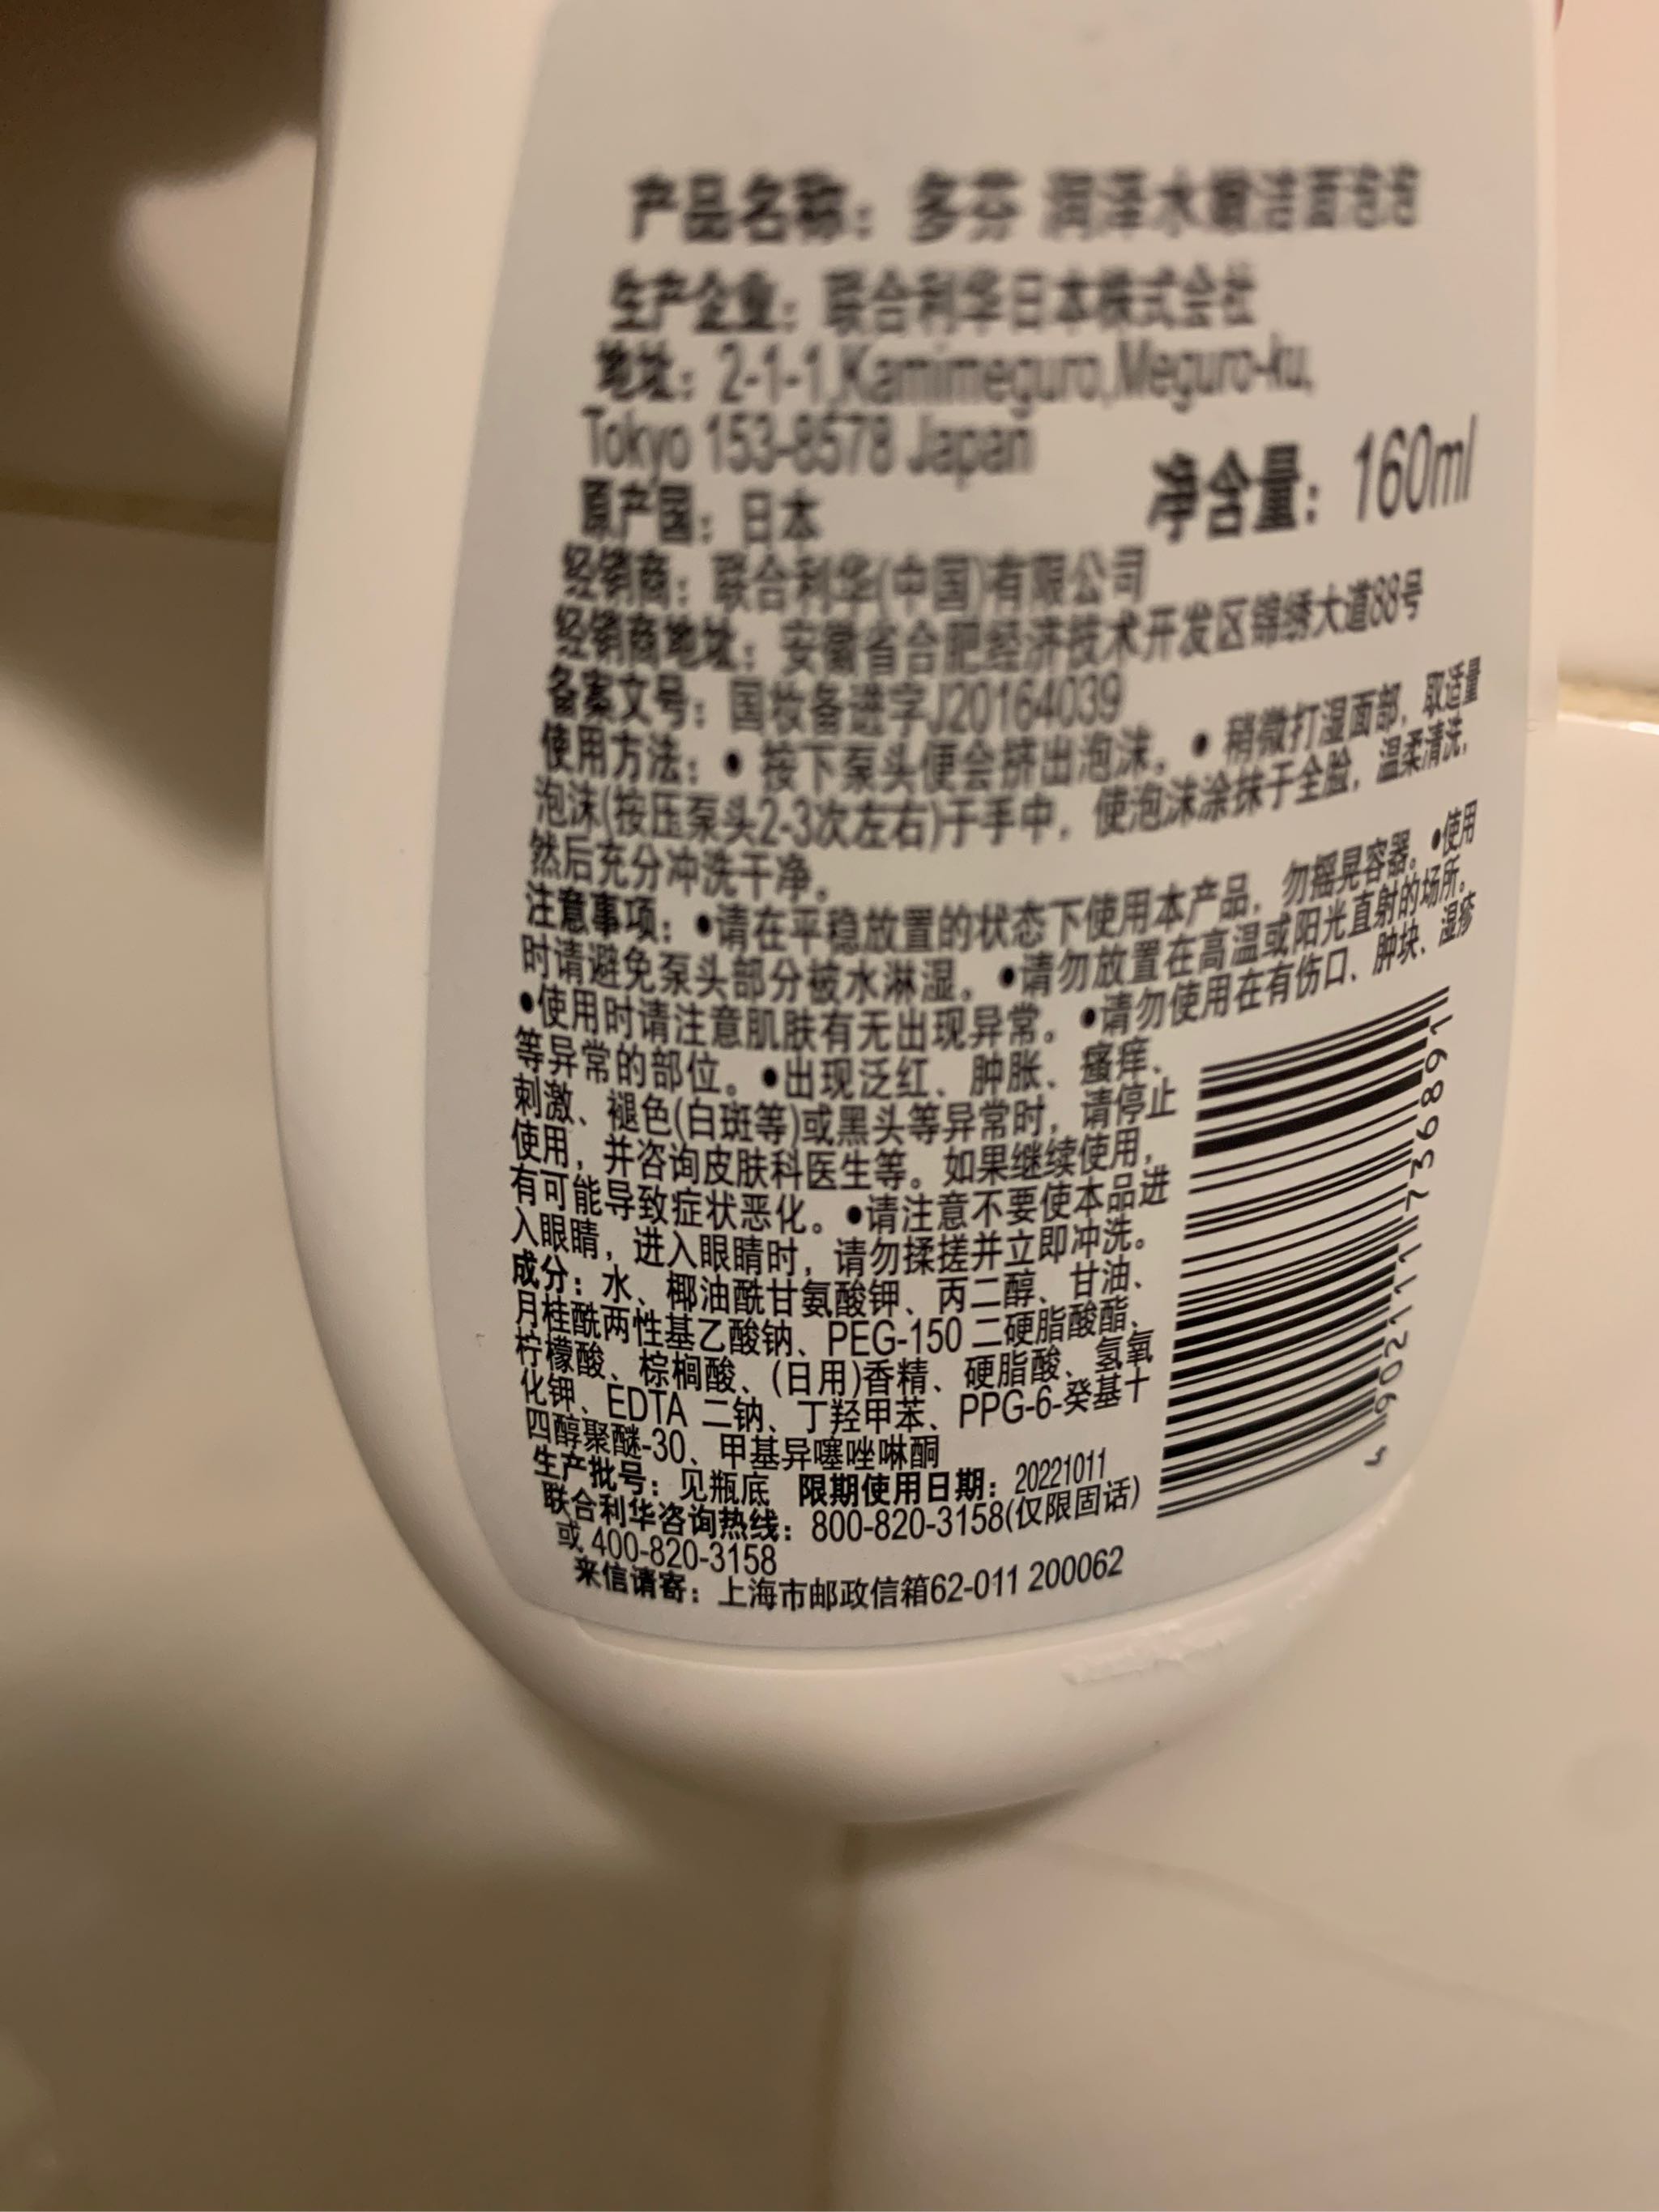 产品名称：多芬 润泽水嫩洁面泡泡
生产企业：联合利华日本株式会社
地址：2-1-1,Kamimeguro,Meguro-ku,
Tokyo 153-8578 Japan
原产国：日本
净含量：160ml
经销商：联合利华(中国)有限公司
经销商地址：安徽省合肥经济技术开发区锦绣大道88号
备案文号：国妆备进字J20164039
使用方法：●按下泵头便会挤出泡沫。●稍微打湿面部，取适量
泡沫(按压泵头2-3次左右)于手中，使泡沫涂抹于全脸，温柔清洗，
然后充分冲洗干净。
注意事项：●请在平稳放置的状态下使用本产品，勿摇晃容器。●使用
时请避免泵头部分被水淋湿。●请勿放置在高温或阳光直射的场所。
●使用时请注意肌肤有无出现异常。●请勿使用在有伤口、肿块、湿疹
等异常的部位。●出现泛红、肿胀、瘙痒、
刺激、褪色(白斑等)或黑头等异常时，请停止
使用，并咨询皮肤科医生等。如果继续使用，
有可能导致症状恶化。●请注意不要使本品进
入眼睛，进入眼睛时，请勿揉搓并立即冲洗。
成分：水、椰油酰甘氨酸钾、丙二醇、甘油、
月桂酰两性基乙酸钠、PEG-150 二硬脂酸酯、
柠檬酸、棕榈酸、(日用)香精、硬脂酸、氢氧
化钾、EDTA 二钠、丁羟甲苯、PPG-6-癸基十
四醇聚醚-30、甲基异噻唑啉酮
生产批号：见瓶底 限期使用日期：20221011
联合利华咨询热线：800-820-3158(仅限固话)
或 400-820-3158
来信请寄：上海市邮政信箱62-011 200062
4 902111 736891